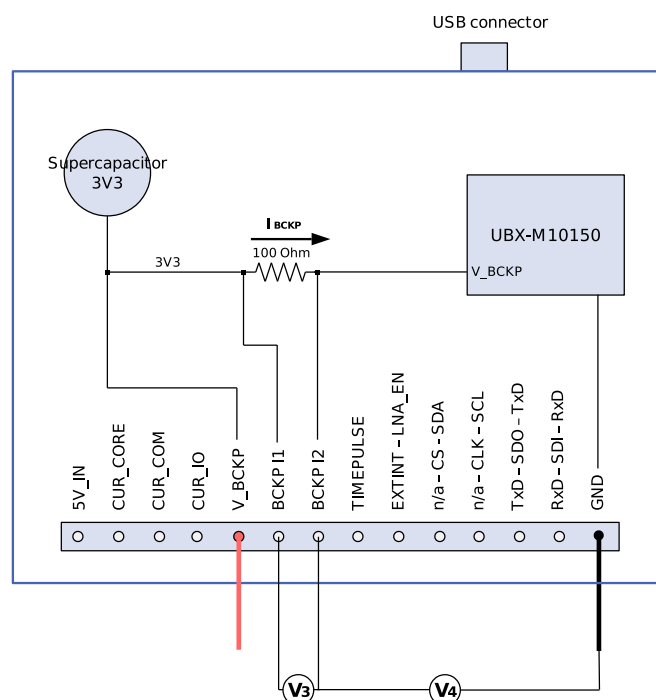 USB connector
Supercapacitor
3V3
I BCKP
100 Ohm
3V3
UBX-M10150
V_BCKP
5V_IN
CUR_CORE
CUR_COM
CUR_IO
V_BCKP
BCKP I1
BCKP I2
TIMEPULSE
EXTINT – LNA_EN
n/a – CS – SDA
n/a – CLK – SCL
TxD – SDO – TxD
RxD – SDI – RxD
GND
V3
V4